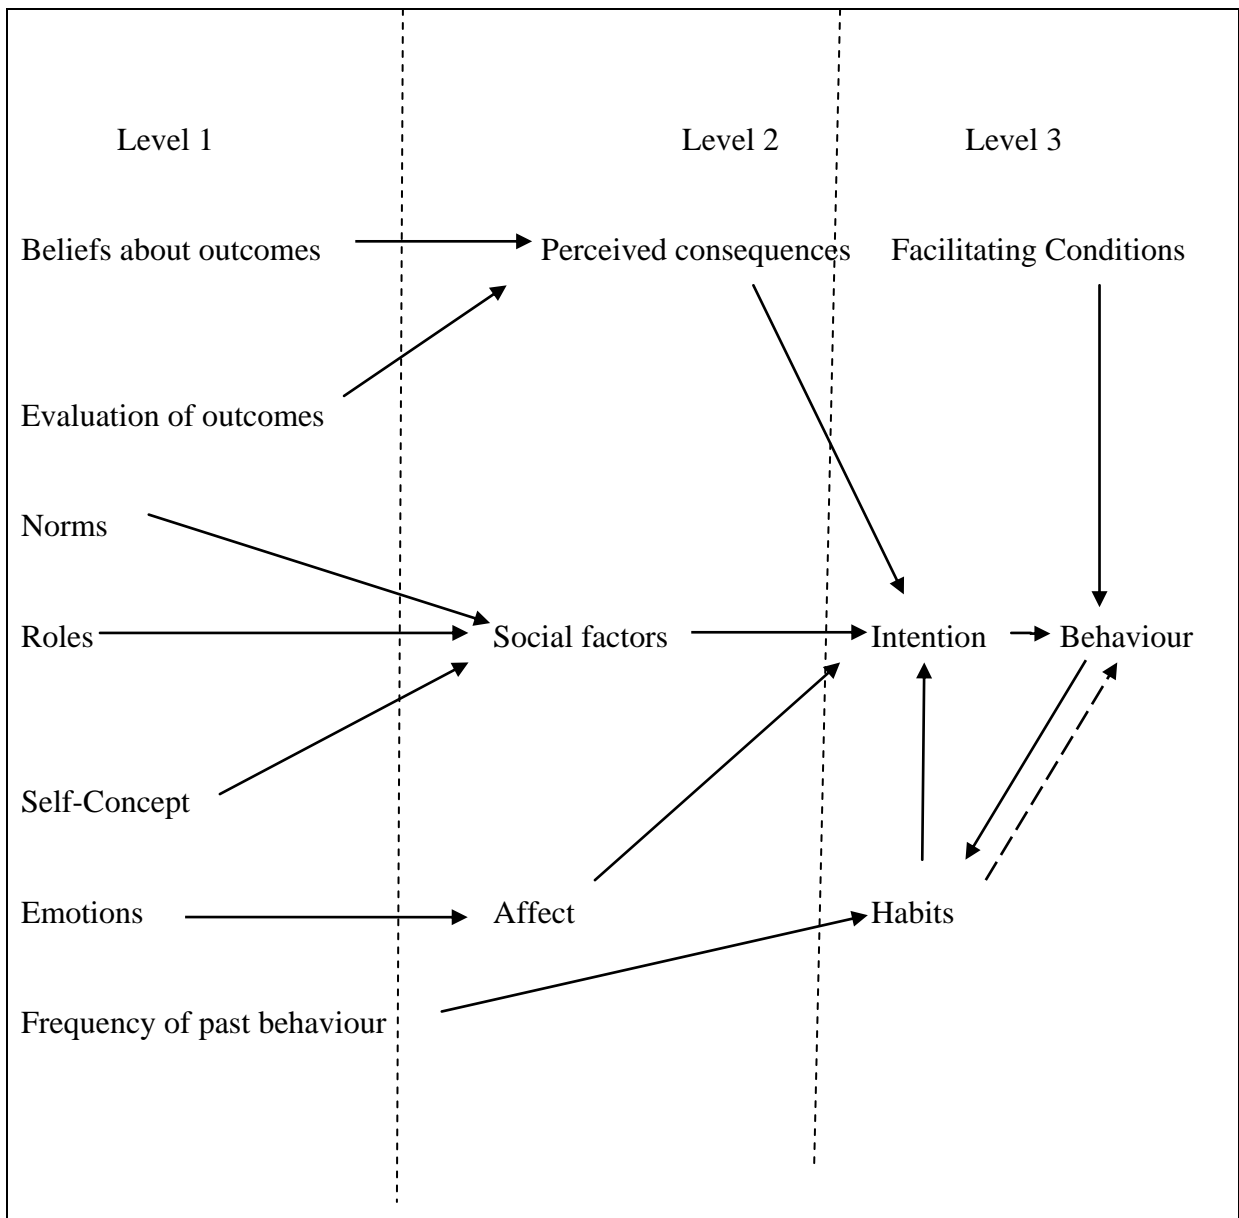 Level 1 Level 2 Level 3
Beliefs about outcomes Perceived consequences Facilitating Conditions
Evaluation of outcomes
Norms
Roles Social factors Intention Behaviour
Self-Concept
Emotions Affect Habits
Frequency of past behaviour